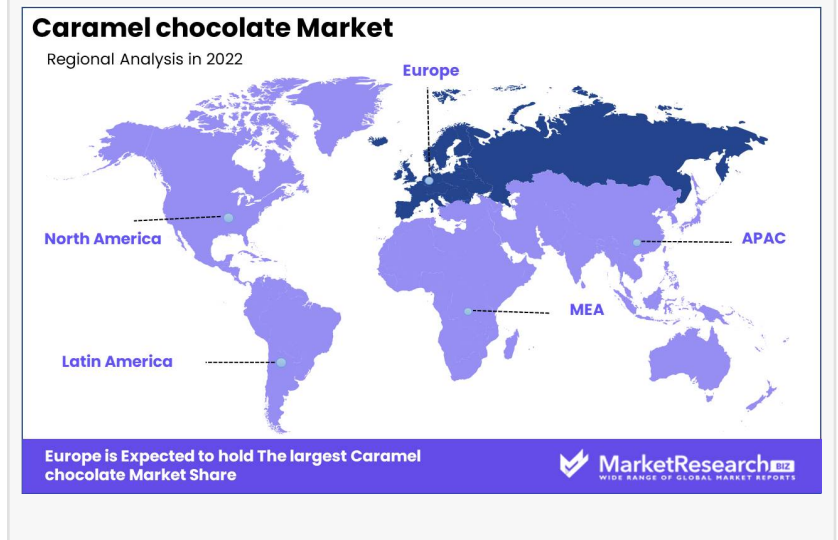 Caramel chocolate Market
Regional Analysis in 2022
Europe
North America
APAC
MEA
Latin America
Europe is Expected to hold The largest Caramel
chocolate Market Share
MarketResearch BIZ
WIDE RANGE OF GLOBAL MARKET REPORTS